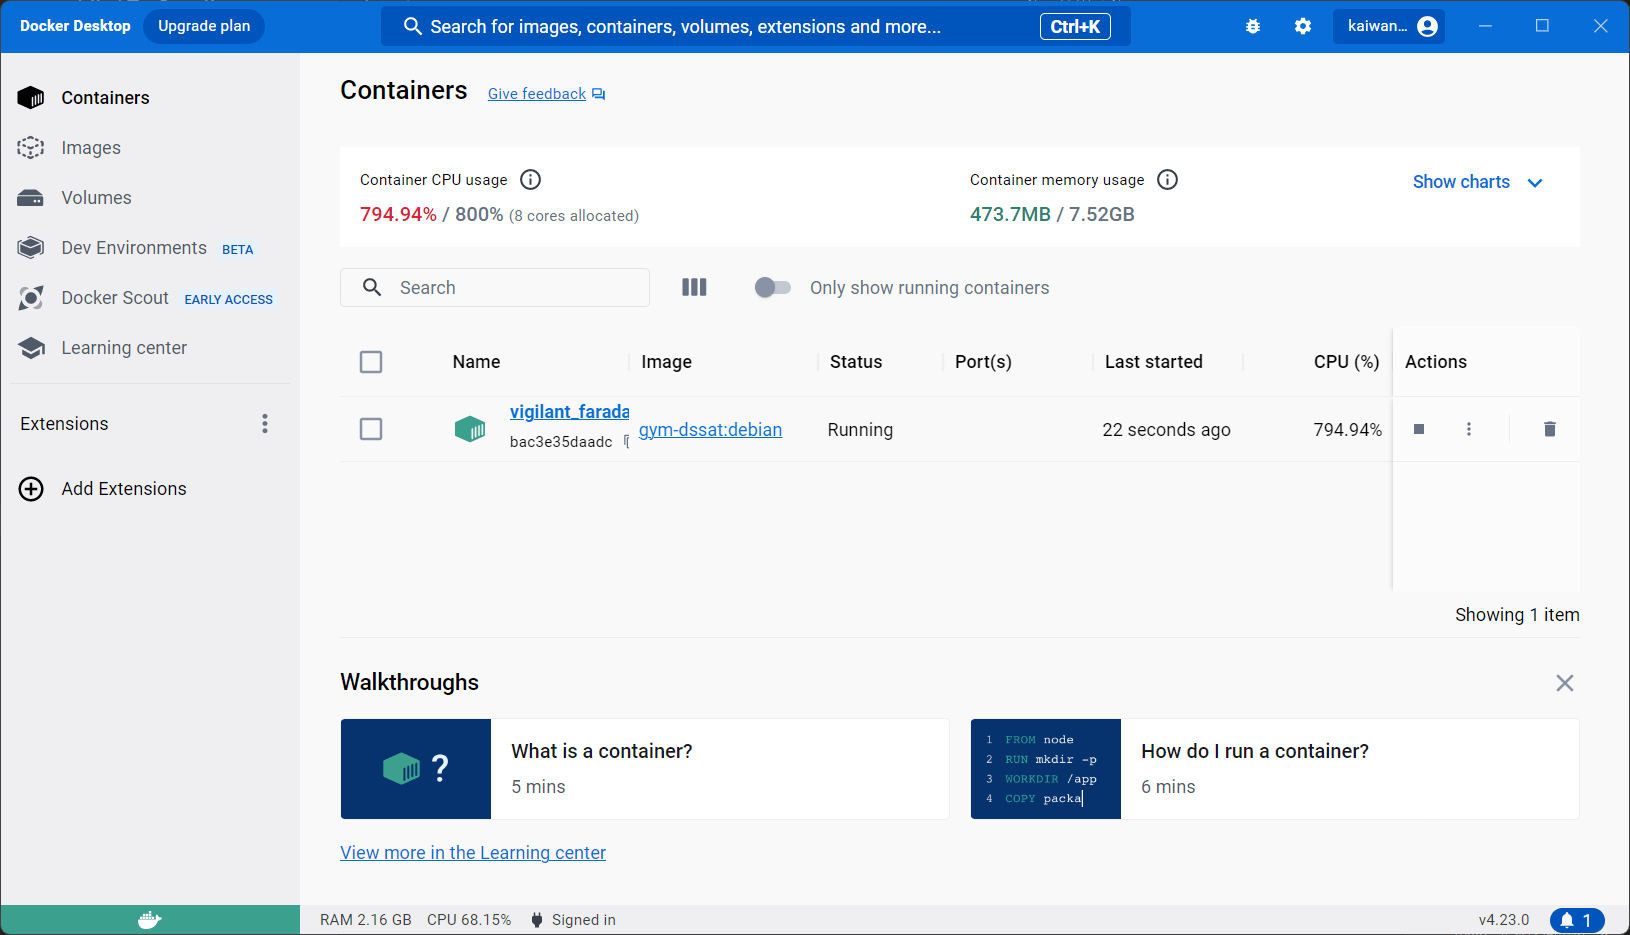 Docker Desktop Upgrade plan Search for images, containers, volumes, extensions and more... Ctrl+K kaiwan...
Containers
Images
Volumes
Dev Environments BETA
Docker Scout EARLY ACCESS
Learning center
Extensions
Add Extensions
Containers Give feedback
Container CPU usage
794.94% / 800% (8 cores allocated)
Container memory usage
473.7MB / 7.52GB
Show charts
Search Only show running containers
Name Image Status Port(s) Last started CPU (%) Actions
vigilant_farada
bac3e35daadc
gym-dssat:debian Running 22 seconds ago 794.94%
Showing 1 item
Walkthroughs
?
What is a container?
5 mins
1 FROM node
2 RUN mkdir -p
3 WORKDIR /app
4 COPY packa
How do I run a container?
6 mins
View more in the Learning center
RAM 2.16 GB CPU 68.15% Signed in v4.23.0 1